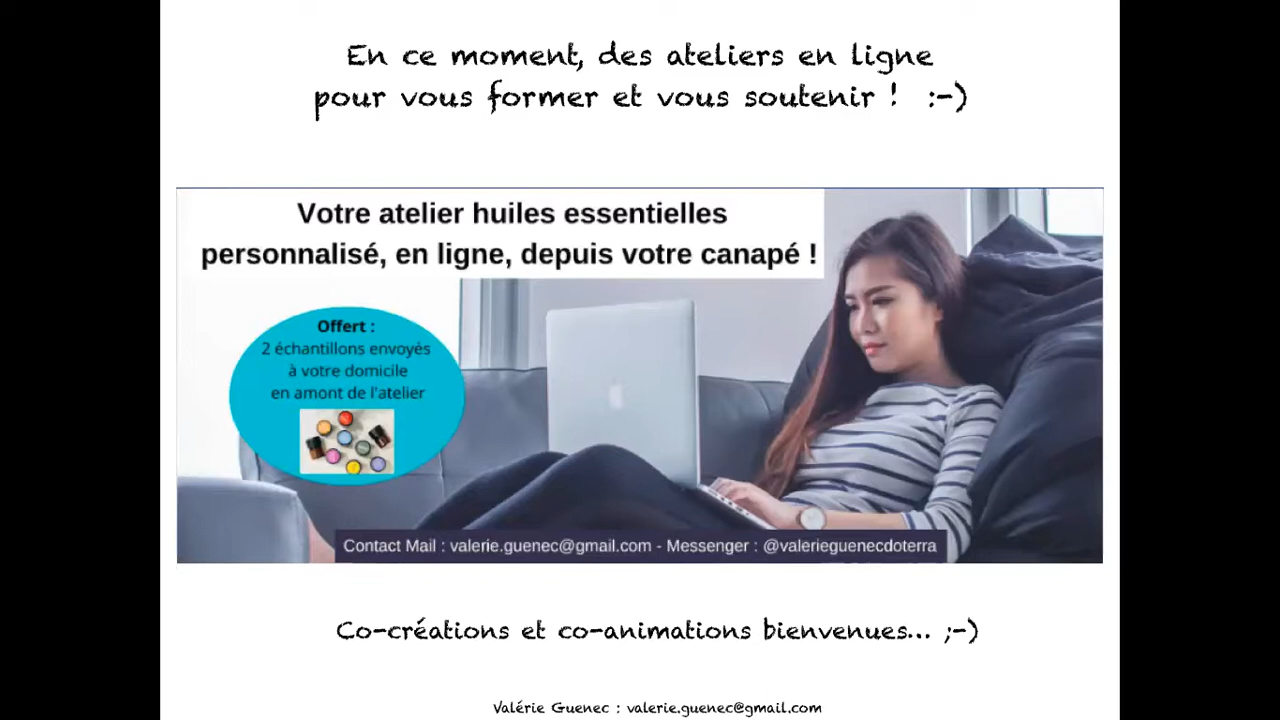 En ce moment, des ateliers en ligne
pour vous former et vous soutenir ! :-)
Votre atelier huiles essentielles
personnalisé, en ligne, depuis votre canapé !
Offert :
2 échantillons envoyés
à votre domicile
en amont de l'atelier
Contact Mail : valerie.guenec@gmail.com - Messenger : @valerieguenecdoterra
Co-créations et co-animations bienvenues... ;-)
Valérie Guenec : valerie.guenec@gmail.com